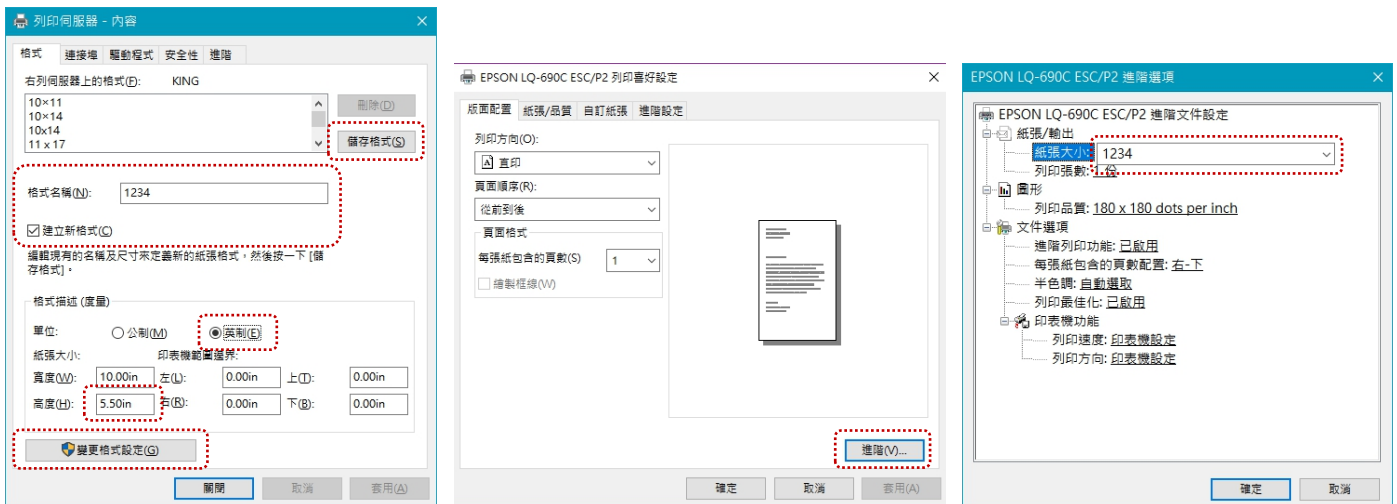 列印伺服器 - 內容
格式 連接埠 驅動程式 安全性 進階
右列伺服器上的格式(F): KING
10×11
10×14
10x14
11 x 17
刪除(D)
儲存格式(S)
格式名稱(N): 1234
建立新格式(C)
編輯現有的名稱及尺寸來定義新的紙張格式。然後按一下 [儲
存格式]。
格式描述 (度量)
單位: 公制(M) 英制(E)
紙張大小: 印表機範圍邊界:
寬度(W): 10.00in 左(L): 0.00in 上(T): 0.00in
高度(H): 5.50in 右(R): 0.00in 下(B): 0.00in
變更格式設定(G)
關閉 取消 套用(A)
EPSON LQ-690C ESC/P2 列印喜好設定
版面配置 紙張/品質 自訂紙張 進階設定
列印方向(O):
直印
頁面順序(R):
從前到後
頁面格式
每張紙包含的頁數(S) 1
繪製框線(W)
進階(V)...
確定 取消 套用(A)
EPSON LQ-690C ESC/P2 進階選項
EPSON LQ-690C ESC/P2 進階文件設定
紙張/輸出
紙張大小: 1234
列印張數: 1 份
圖形
列印品質: 180 x 180 dots per inch
文件選項
進階列印功能: 已啟用
每張紙包含的頁數配置: 右-下
半色調: 自動選取
列印最佳化: 已啟用
印表機功能
列印速度: 印表機設定
列印方向: 印表機設定
確定 取消